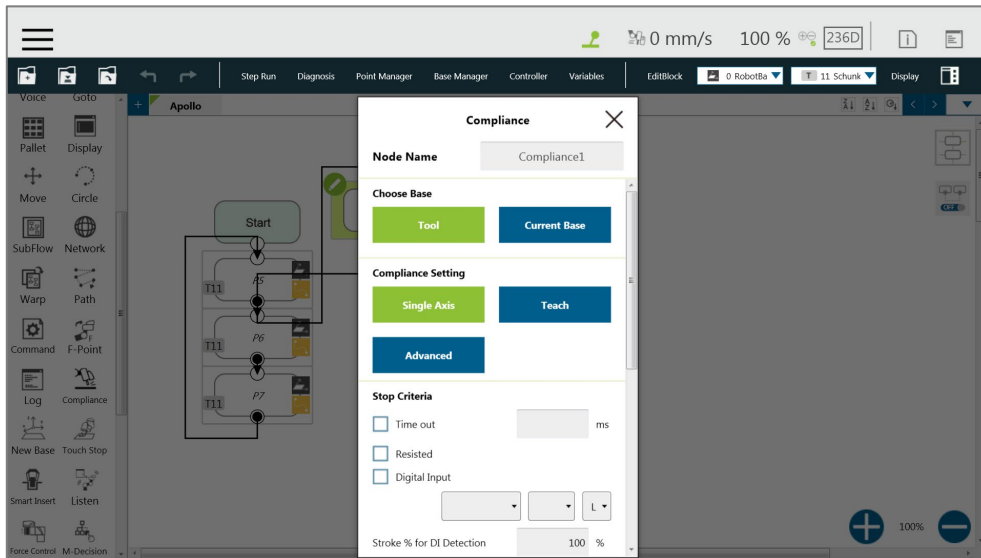 0 mm/s 100 % 236D
Step Run Diagnosis Point Manager Base Manager Controller Variables EditBlock 0 RobotBa T 11 Schunk Display
Voice Goto
+ Apollo
Pallet Display
Move Circle
SubFlow Network
Warp Path
Command F-Point
Log Compliance
New Base Touch Stop
Smart Insert Listen
Force Control M-Decision
Start
T11 P5
T11 P6
T11 P7
Compliance
Node Name Compliance1
Choose Base
Tool Current Base
Compliance Setting
Single Axis Teach
Advanced
Stop Criteria
Time out ms
Resisted
Digital Input
L
Stroke % for DI Detection 100 %
OFF
100%